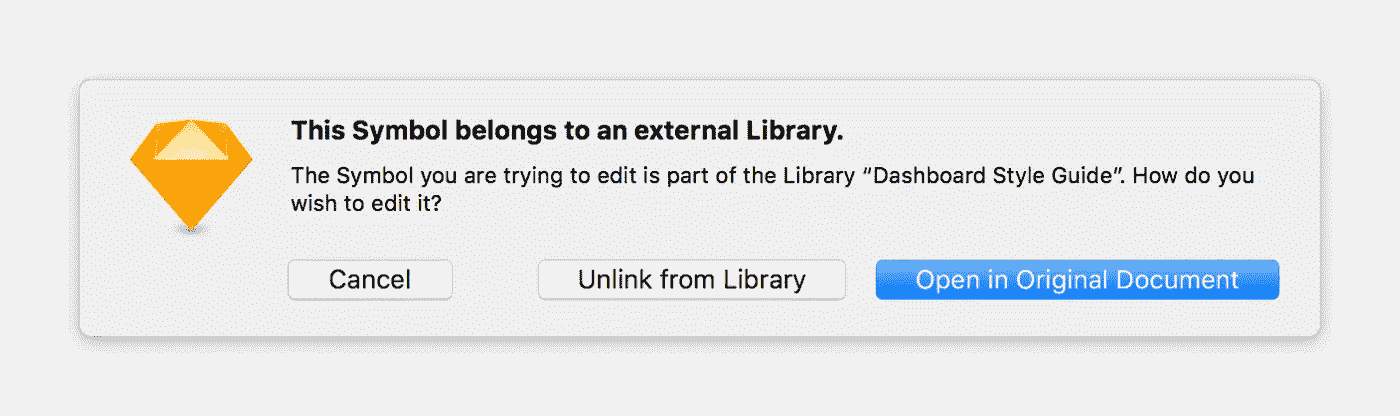 This Symbol belongs to an external Library.
The Symbol you are trying to edit is part of the Library “Dashboard Style Guide”. How do you
wish to edit it?
Cancel
Unlink from Library
Open in Original Document